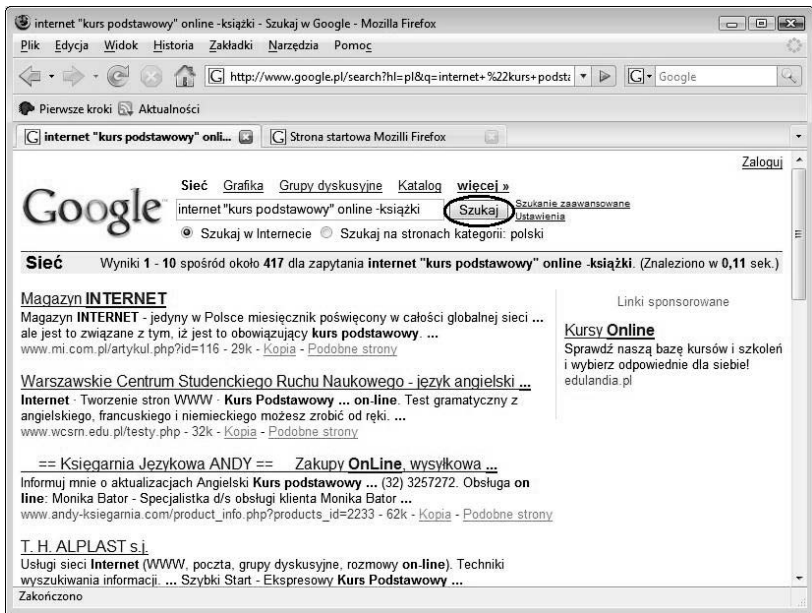 internet "kurs podstawowy" online -książki - Szukaj w Google - Mozilla Firefox
Plik Edycja Widok Historia Zakładki Narzędzia Pomoc
http://www.google.pl/search?hl=pl&q=internet+%22kurs+podsta Google
Pierwsze kroki Aktualności
internet "kurs podstawowy" onli... Strona startowa Mozilli Firefox
Zaloguj
Sieć Grafika Grupy dyskusyjne Katalog więcej »
Google internet "kurs podstawowy" online -książki Szukaj Szukanie zaawansowane
Ustawienia
Szukaj w Internecie Szukaj na stronach kategorii: polski
Sieć Wyniki 1 - 10 spośród około 417 dla zapytania internet "kurs podstawowy" online -książki. (Znaleziono w 0,11 sek.)
Magazyn INTERNET
Magazyn INTERNET - jedyny w Polsce miesięcznik poświęcony w całości globalnej sieci ...
ale jest to związane z tym, iż jest to obowiązujący kurs podstawowy. ...
www.mi.com.pl/artykul.php?id=116 - 29k - Kopia - Podobne strony
Warszawskie Centrum Studenckiego Ruchu Naukowego - język angielski ...
Internet · Tworzenie stron WWW · Kurs Podstawowy ... on-line. Test gramatyczny z
angielskiego, francuskiego i niemieckiego możesz zrobić od ręki. ...
www.wcsrn.edu.pl/testy.php - 32k - Kopia - Podobne strony
== Księgarnia Językowa ANDY == Zakupy OnLine, wysyłkowa ...
Informuj mnie o aktualizacjach Angielski Kurs podstawowy ... (32) 3257272. Obsługa on
line: Monika Bator - Specjalistka d/s obsługi klienta Monika Bator ...
www.andy-ksiegarnia.com/product_info.php?products_id=2233 - 62k - Kopia - Podobne strony
T. H. ALPLAST s.j.
Usługi sieci Internet (WWW, poczta, grupy dyskusyjne, rozmowy on-line). Techniki
wyszukiwania informacji. ... Szybki Start - Ekspresowy Kurs Podstawowy ...
Linki sponsorowane
Kursy Online
Sprawdź naszą bazę kursów i szkoleń
i wybierz odpowiednie dla siebie!
edulandia.pl
Zakończono